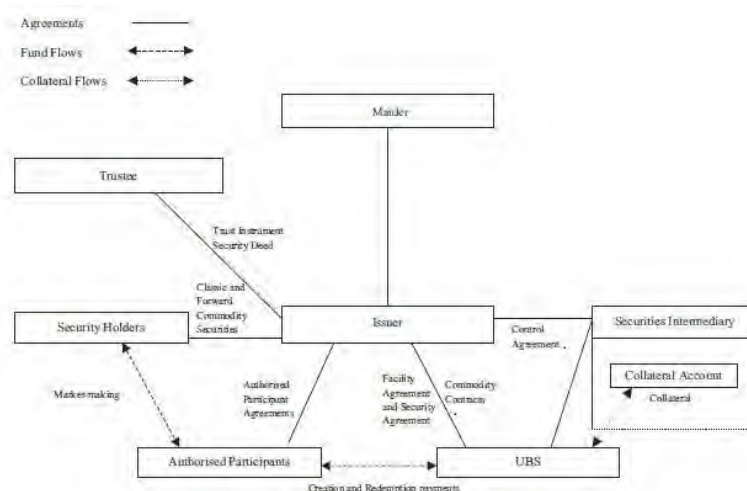 Agreements
Fund Flows
Collateral Flows
Manler
Trustee
Trust Instrument
Security Deed
Classic and
Forward
Commodity
Securities
Security Holders
Issuer
Control
Agreement
Securities Intermediary
Collateral Account
Collateral
Market-making
Authorised
Participant
Agreements
Facility
Agreement
and Security
Agreement
Commodity
Contracts
Authorised Participants
UBS
Creation and Redemption payments